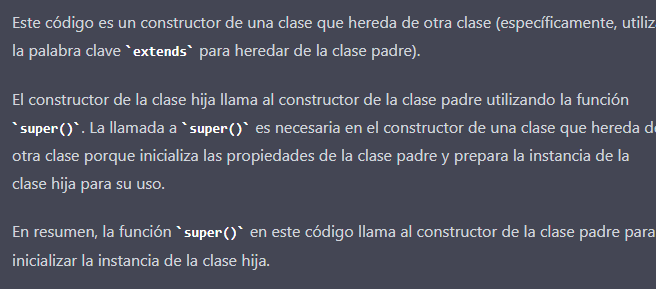 Este código es un constructor de una clase que hereda de otra clase (específicamente, utiliz
la palabra clave `extends` para heredar de la clase padre).
El constructor de la clase hija llama al constructor de la clase padre utilizando la función
`super()`. La llamada a `super()` es necesaria en el constructor de una clase que hereda de
otra clase porque inicializa las propiedades de la clase padre y prepara la instancia de la
clase hija para su uso.
En resumen, la función `super()` en este código llama al constructor de la clase padre para
inicializar la instancia de la clase hija.